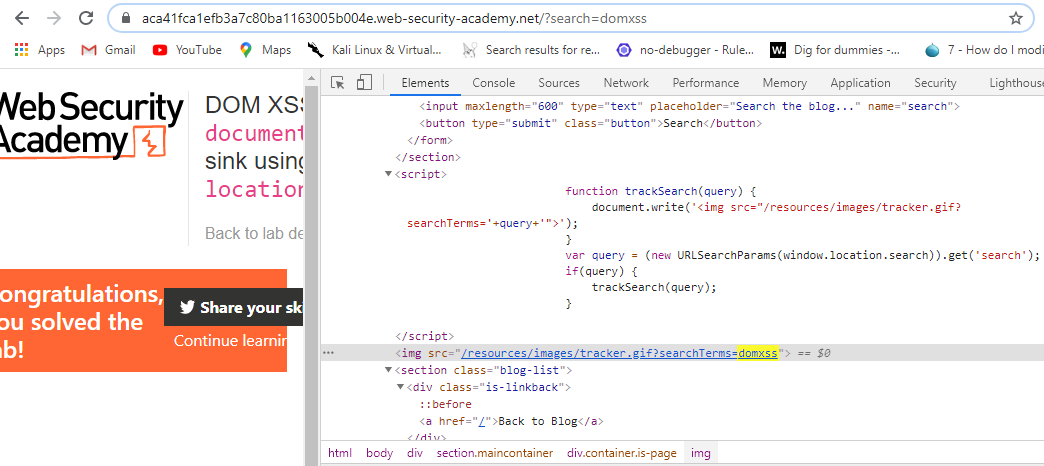 aca41fca1efb3a7c80ba1163005b004e.web-security-academy.net/?search=domxss
Apps Gmail YouTube Maps Kali Linux & Virtual... Search results for re... no-debugger - Rule... W. Dig for dummies -... 7 - How do I modi
Elements Console Sources Network Performance Memory Application Security Lighthouse
Web Security
Academy
DOM XSS
document
sink using
location
Back to lab de
ongratulations,
ou solved the
ab!
Share your ski
Continue learnin
<input maxlength="600" type="text" placeholder="Search the blog..." name="search">
<button type="submit" class="button">Search</button>
</form>
</section>
<script>
function trackSearch(query) {
document.write('<img src="/resources/images/tracker.gif?
searchTerms='+query+'">');
}
var query = (new URLSearchParams(window.location.search)).get('search');
if(query) {
trackSearch(query);
}
</script>
<img src="/resources/images/tracker.gif?searchTerms=domxss"> == $0
<section class="blog-list">
<div class="is-linkback">
::before
<a href="/">Back to Blog</a>
</div>
html body div section.maincontainer div.container.is-page img